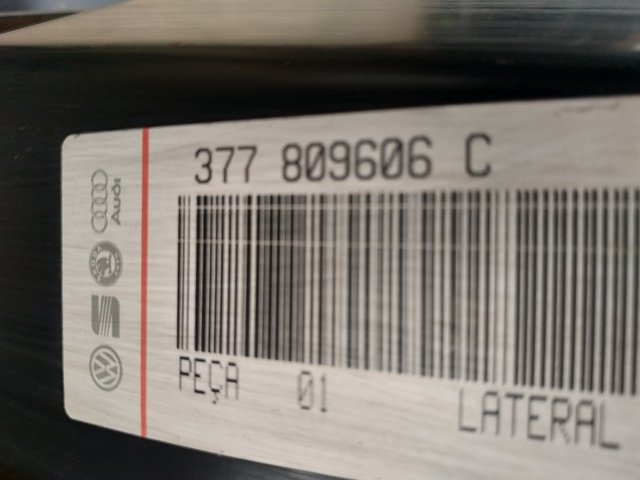 377 809606 C
Audi
PEÇA 01
LATERAL